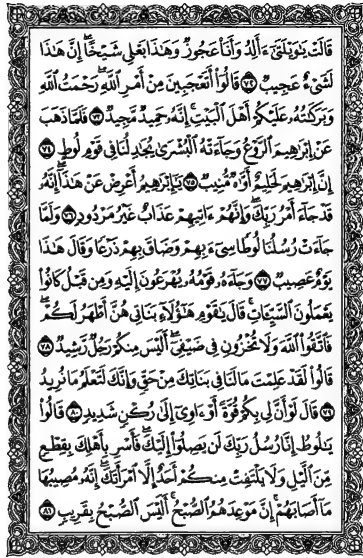 قَالَتْ يَٰوَيْلَتَىٰٓ ءَأَلِدُ وَأَنَا۠ عَجُوزٌ وَهَٰذَا بَعْلِى شَيْخًا ۖ إِنَّ هَٰذَا
لَشَىْءٌ عَجِيبٌ ٧٢ قَالُوٓا۟ أَتَعْجَبِينَ مِنْ أَمْرِ ٱللَّهِ ۖ رَحْمَتُ ٱللَّهِ
وَبَرَكَٰتُهُۥ عَلَيْكُمْ أَهْلَ ٱلْبَيْتِ ۚ إِنَّهُۥ حَمِيدٌ مَّجِيدٌ ٧٣ فَلَمَّا ذَهَبَ
عَنْ إِبْرَٰهِيمَ ٱلرَّوْعُ وَجَآءَتْهُ ٱلْبُشْرَىٰ يُجَٰدِلُنَا فِى قَوْمِ لُوطٍ ٧٤
إِنَّ إِبْرَٰهِيمَ لَحَلِيمٌ أَوَّٰهٌ مُّنِيبٌ ٧٥ يَٰٓإِبْرَٰهِيمُ أَعْرِضْ عَنْ هَٰذَآ ۖ إِنَّهُۥ
قَدْ جَآءَ أَمْرُ رَبِّكَ ۖ وَإِنَّهُمْ ءَاتِيهِمْ عَذَابٌ غَيْرُ مَرْدُودٍ ٧٦ وَلَمَّا
جَآءَتْ رُسُلُنَا لُوطًا سِىٓءَ بِهِمْ وَضَاقَ بِهِمْ ذَرْعًا وَقَالَ هَٰذَا
يَوْمٌ عَصِيبٌ ٧٧ وَجَآءَهُۥ قَوْمُهُۥ يُهْرَعُونَ إِلَيْهِ وَمِن قَبْلُ كَانُوا۟
يَعْمَلُونَ ٱلسَّيِّـَٔاتِ ۚ قَالَ يَٰقَوْمِ هَٰٓؤُلَآءِ بَنَاتِى هُنَّ أَطْهَرُ لَكُمْ ۖ
فَٱتَّقُوا۟ ٱللَّهَ وَلَا تُخْزُونِ فِى ضَيْفِىٓ ۖ أَلَيْسَ مِنكُمْ رَجُلٌ رَّشِيدٌ ٧٨
قَالُوا۟ لَقَدْ عَلِمْتَ مَا لَنَا فِى بَنَاتِكَ مِنْ حَقٍّ وَإِنَّكَ لَتَعْلَمُ مَا نُرِيدُ
٧٩ قَالَ لَوْ أَنَّ لِى بِكُمْ قُوَّةً أَوْ ءَاوِىٓ إِلَىٰ رُكْنٍ شَدِيدٍ ٨٠ قَالُوا۟
يَٰلُوطُ إِنَّا رُسُلُ رَبِّكَ لَن يَصِلُوٓا۟ إِلَيْكَ ۖ فَأَسْرِ بِأَهْلِكَ بِقِطْعٍ
مِّنَ ٱلَّيْلِ وَلَا يَلْتَفِتْ مِنكُمْ أَحَدٌ إِلَّا ٱمْرَأَتَكَ ۖ إِنَّهُۥ مُصِيبُهَا
مَآ أَصَابَهُمْ ۚ إِنَّ مَوْعِدَهُمُ ٱلصُّبْحُ ۚ أَلَيْسَ ٱلصُّبْحُ بِقَرِيبٍ ٨١